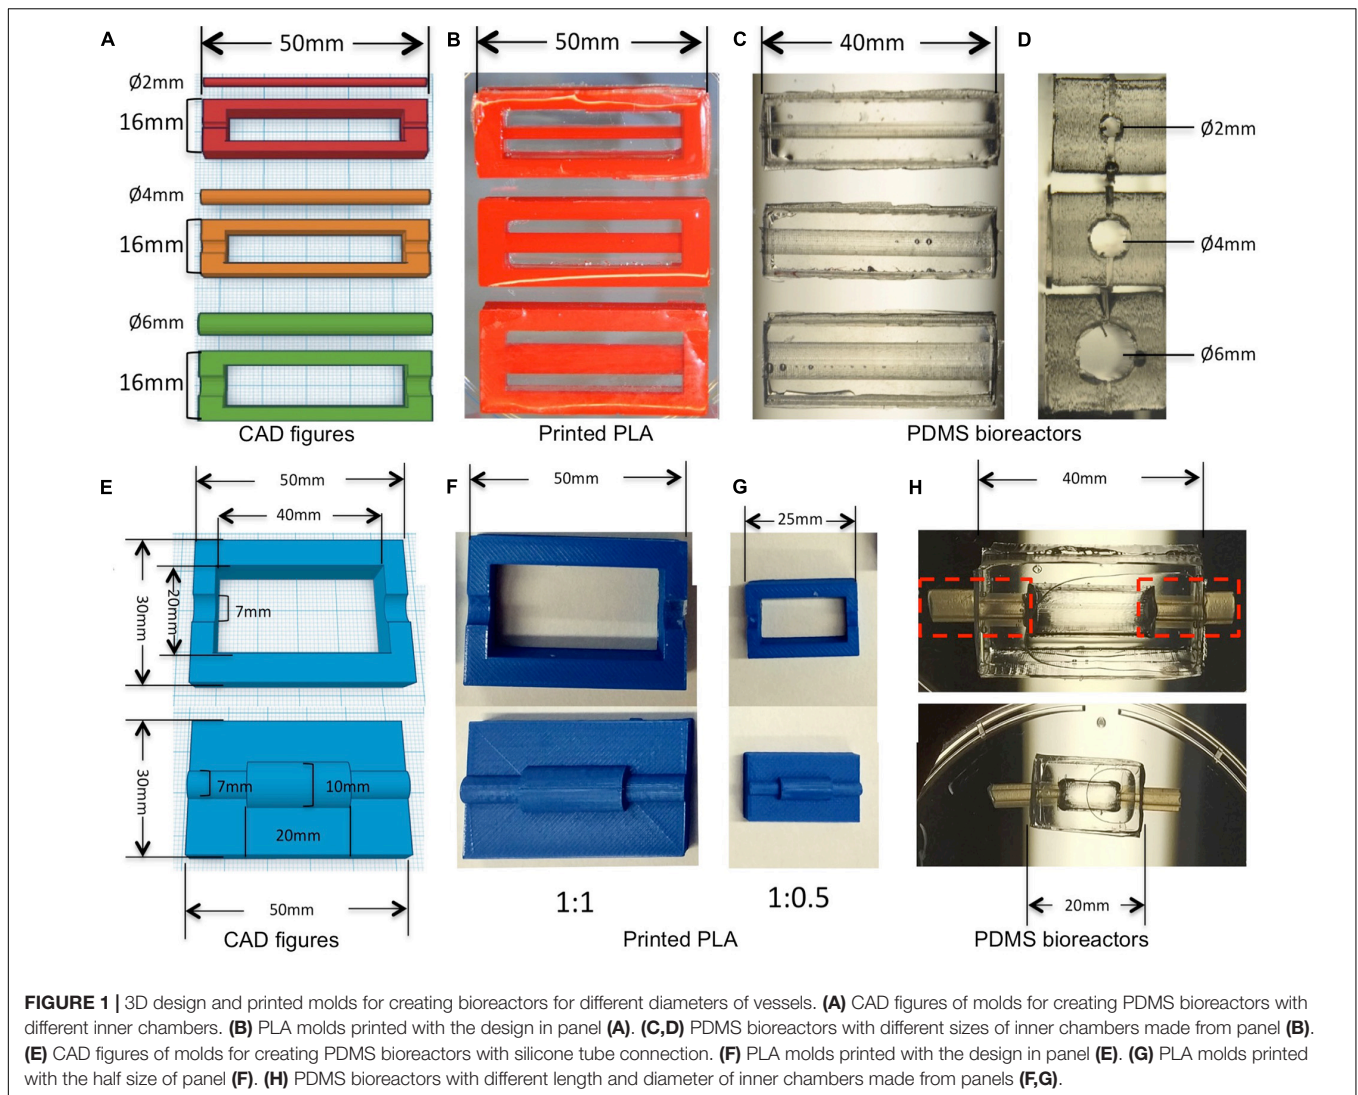 A
50mm
B
50mm
C
40mm
D
Ø2mm
16mm
Ø4mm
16mm
Ø6mm
16mm
Ø2mm
Ø4mm
Ø6mm
CAD figures
Printed PLA
PDMS bioreactors
E
50mm
40mm
30mm
20mm
7mm
30mm
7mm
10mm
20mm
50mm
CAD figures
F
50mm
G
25mm
1:1
1:0.5
Printed PLA
H
40mm
20mm
PDMS bioreactors
FIGURE 1 | 3D design and printed molds for creating bioreactors for different diameters of vessels. (A) CAD figures of molds for creating PDMS bioreactors with
different inner chambers. (B) PLA molds printed with the design in panel (A). (C,D) PDMS bioreactors with different sizes of inner chambers made from panel (B).
(E) CAD figures of molds for creating PDMS bioreactors with silicone tube connection. (F) PLA molds printed with the design in panel (E). (G) PLA molds printed
with the half size of panel (F). (H) PDMS bioreactors with different length and diameter of inner chambers made from panels (F,G).